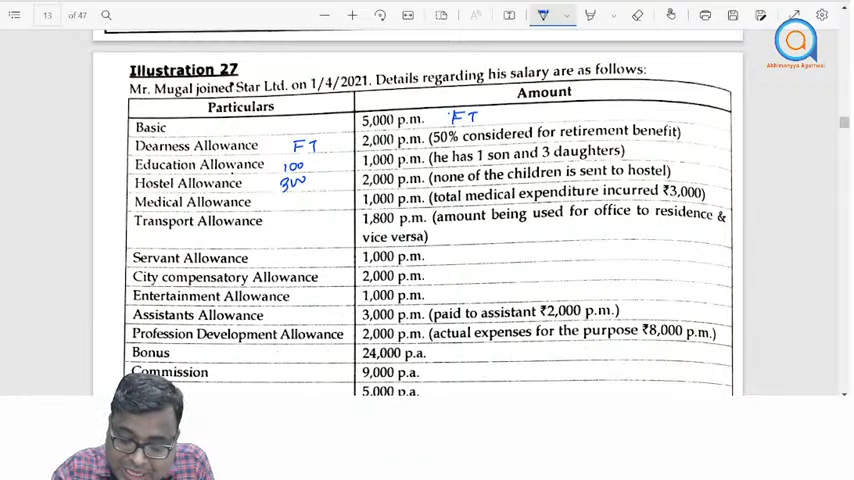 13 of 47
Abhimanyya Agarrwal
Illustration 27
Mr. Mugal joined Star Ltd. on 1/4/2021. Details regarding his salary are as follows:
Particulars Amount
Basic 5,000 p.m. FT
Dearness Allowance FT 2,000 p.m. (50% considered for retirement benefit)
Education Allowance 100 1,000 p.m. (he has 1 son and 3 daughters)
Hostel Allowance 300 2,000 p.m. (none of the children is sent to hostel)
Medical Allowance 1,000 p.m. (total medical expenditure incurred ₹3,000)
Transport Allowance 1,800 p.m. (amount being used for office to residence &
vice versa)
Servant Allowance 1,000 p.m.
City compensatory Allowance 2,000 p.m.
Entertainment Allowance 1,000 p.m.
Assistants Allowance 3,000 p.m. (paid to assistant ₹2,000 p.m.)
Profession Development Allowance 2,000 p.m. (actual expenses for the purpose ₹8,000 p.m.)
Bonus 24,000 p.a.
Commission 9,000 p.a.
5,000 p.a.